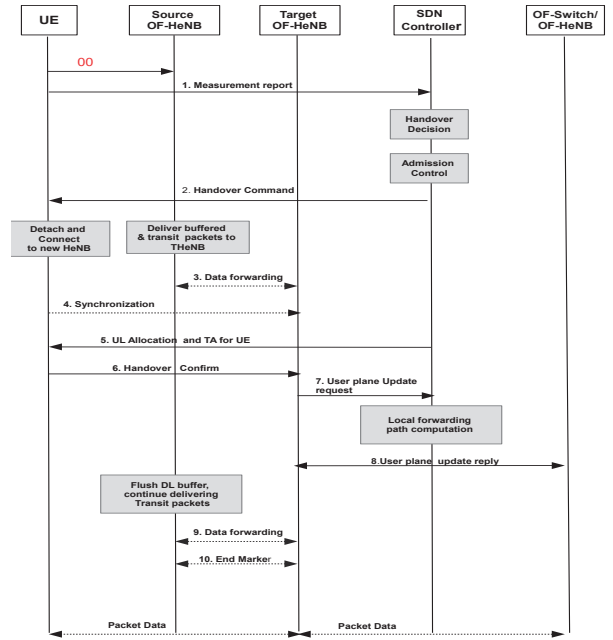 UE
Source
OF-HeNB
Target
OF-HeNB
SDN
Controller
OF-Switch/
OF-HeNB
00
1. Measurement report
Handover
Decision
Admission
Control
2. Handover Command
Detach and
Connect
to new HeNB
Deliver buffered
& transit packets to
THeNB
3. Data forwarding
4. Synchronization
5. UL Allocation and TA for UE
6. Handover Confirm
7. User plane Update
request
Local forwarding
path computation
8.User plane update reply
Flush DL buffer,
continue delivering
Transit packets
9. Data forwarding
10. End Marker
Packet Data
Packet Data